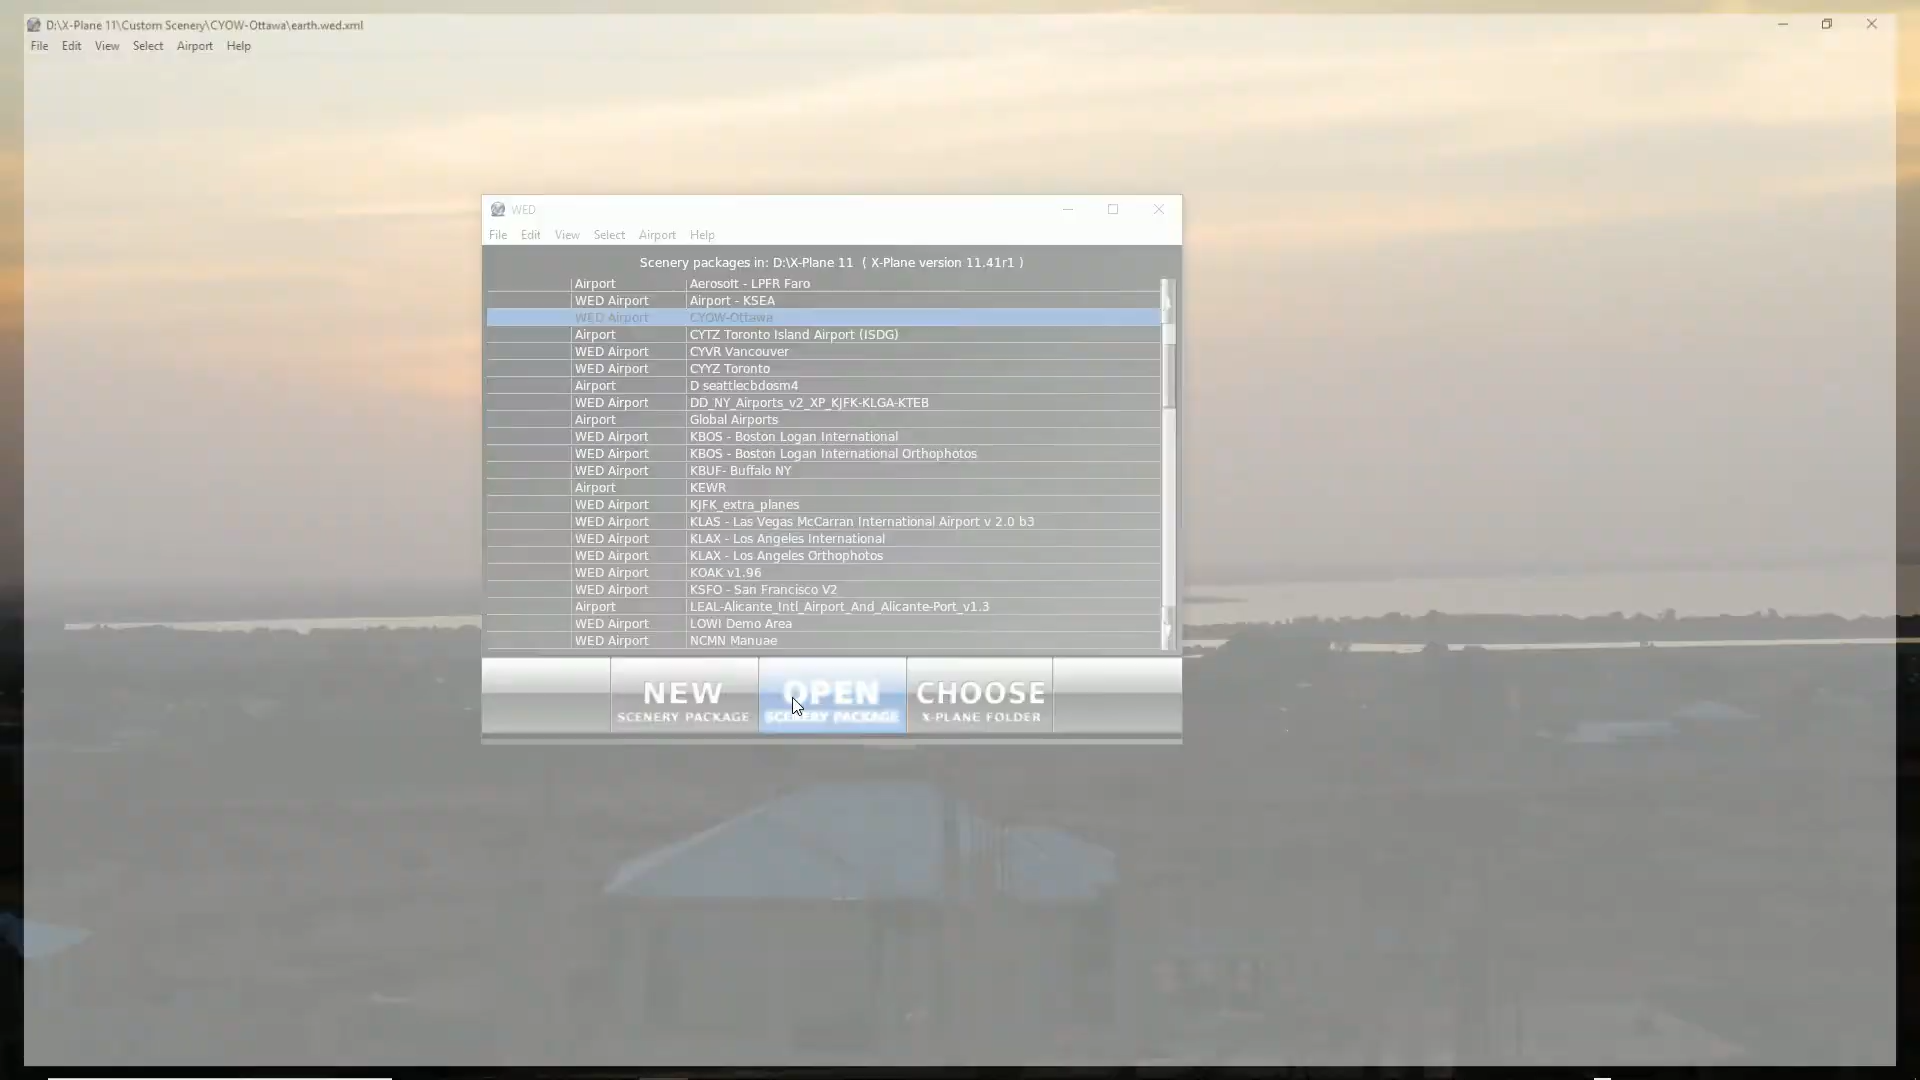 D:\X-Plane 11\Custom Scenery\CYOW-Ottawa\earth.wed.xml
File Edit View Select Airport Help
WED
File Edit View Select Airport Help
Scenery packages in: D:\X-Plane 11 ( X-Plane version 11.41r1 )
Airport Aerosoft - LPFR Faro
WED Airport Airport - KSEA
WED Airport CYOW-Ottawa
Airport CYTZ Toronto Island Airport (ISDG)
WED Airport CYVR Vancouver
WED Airport CYYZ Toronto
Airport D seattlecbdosm4
WED Airport DD_NY_Airports_v2_XP_KJFK-KLGA-KTEB
Airport Global Airports
WED Airport KBOS - Boston Logan International
WED Airport KBOS - Boston Logan International Orthophotos
WED Airport KBUF- Buffalo NY
Airport KEWR
WED Airport KJFK_extra_planes
WED Airport KLAS - Las Vegas McCarran International Airport v 2.0 b3
WED Airport KLAX - Los Angeles International
WED Airport KLAX - Los Angeles Orthophotos
WED Airport KOAK v1.96
WED Airport KSFO - San Francisco V2
Airport LEAL-Alicante_Intl_Airport_And_Alicante-Port_v1.3
WED Airport LOWI Demo Area
WED Airport NCMN Manuae
NEW OPEN CHOOSE
SCENERY PACKAGE SCENERY PACKAGE X-PLANE FOLDER